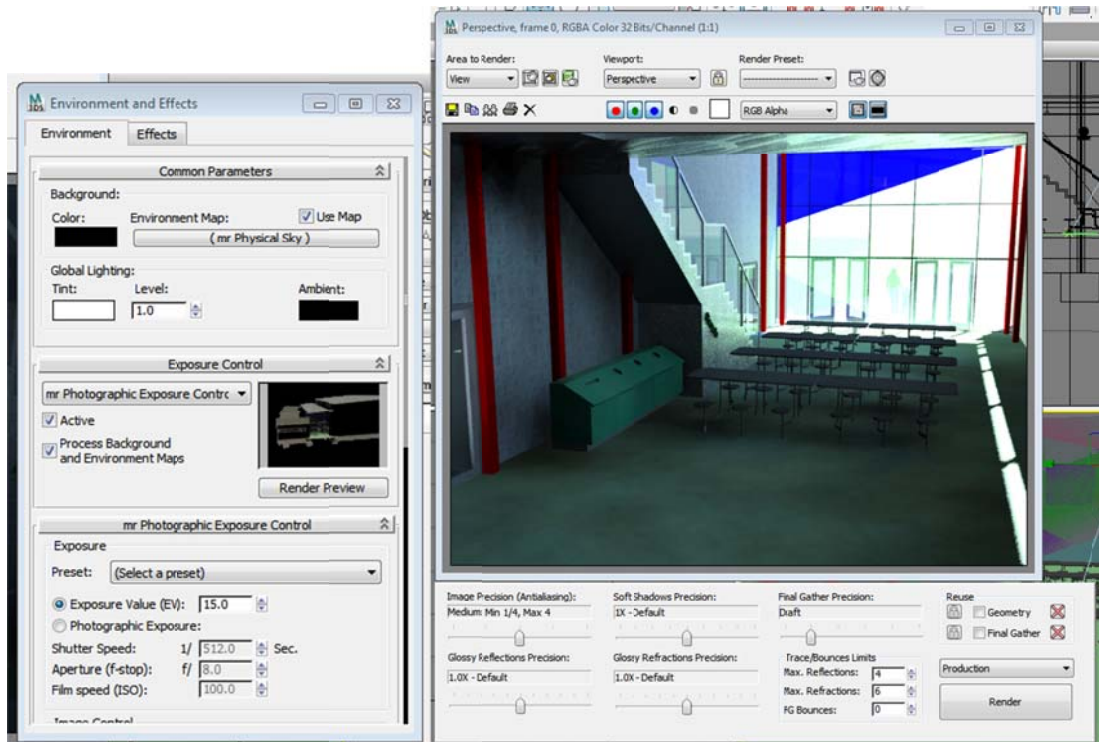 Environment and Effects
Environment
Effects
Common Parameters
Background:
Color:
Environment Map:
Use Map
( mr Physical Sky )
Global Lighting:
Tint:
Level:
Ambient:
1.0
Exposure Control
mr Photographic Exposure Contrc
Active
Process Background
and Environment Maps
Render Preview
mr Photographic Exposure Control
Exposure
Preset:
(Select a preset)
Exposure Value (EV):
15.0
Photographic Exposure:
Shutter Speed:
1/
512.0
Sec.
Aperture (f-stop):
f/
8.0
Film speed (ISO):
100.0
Image Control
Perspective, frame 0, RGBA Color 32 Bits/Channel (1:1)
Area to Render:
Viewport:
Render Preset:
View
Perspective
RGB Alpha
Image Precision (Antialiasing):
Soft Shadows Precision:
Final Gather Precision:
Reuse
Medium: Min 1/4, Max 4
1X - Default
Draft
Geometry
Final Gather
Glossy Reflections Precision:
Glossy Refractions Precision:
Trace/Bounces Limits
1.0X - Default
1.0X - Default
Max. Reflections:
4
Max. Refractions:
6
FG Bounces:
0
Production
Render